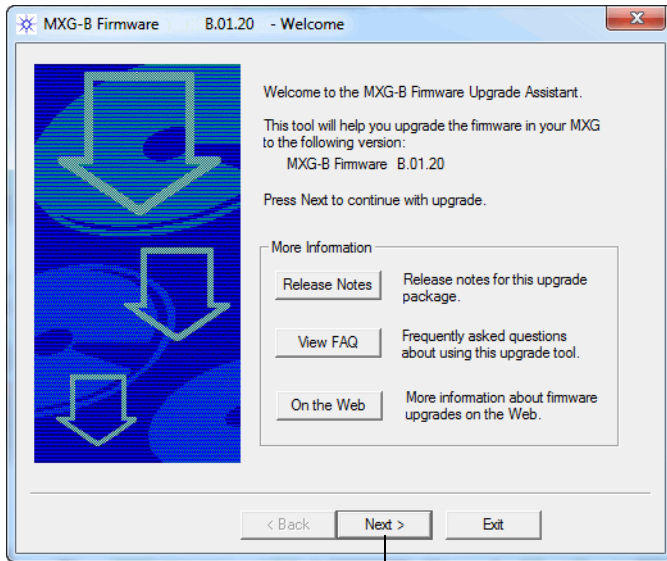 MXG-B Firmware B.01.20 - Welcome
Welcome to the MXG-B Firmware Upgrade Assistant.
This tool will help you upgrade the firmware in your MXG
to the following version:
MXG-B Firmware B.01.20
Press Next to continue with upgrade.
More Information
Release Notes
Release notes for this upgrade
package.
View FAQ
Frequently asked questions
about using this upgrade tool.
On the Web
More information about firmware
upgrades on the Web.
< Back
Next >
Exit